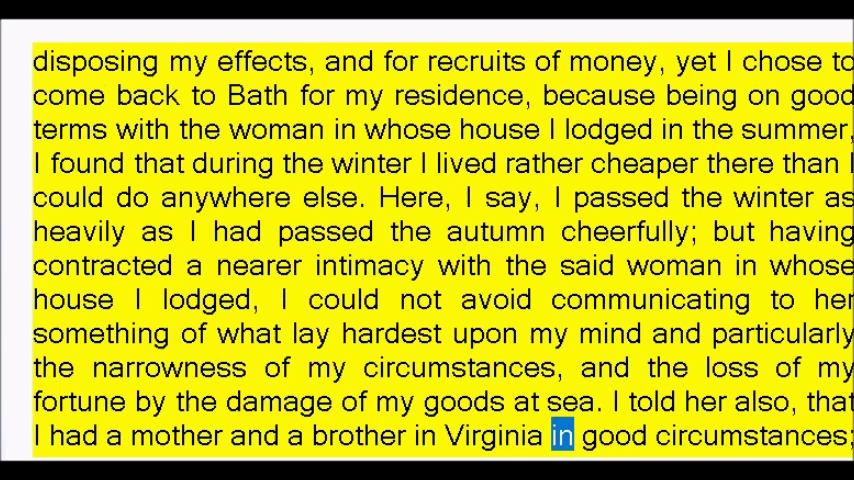 disposing my effects, and for recruits of money, yet I chose to
come back to Bath for my residence, because being on good
terms with the woman in whose house I lodged in the summer,
I found that during the winter I lived rather cheaper there than I
could do anywhere else. Here, I say, I passed the winter as
heavily as I had passed the autumn cheerfully; but having
contracted a nearer intimacy with the said woman in whose
house I lodged, I could not avoid communicating to her
something of what lay hardest upon my mind and particularly
the narrowness of my circumstances, and the loss of my
fortune by the damage of my goods at sea. I told her also, that
I had a mother and a brother in Virginia in good circumstances;